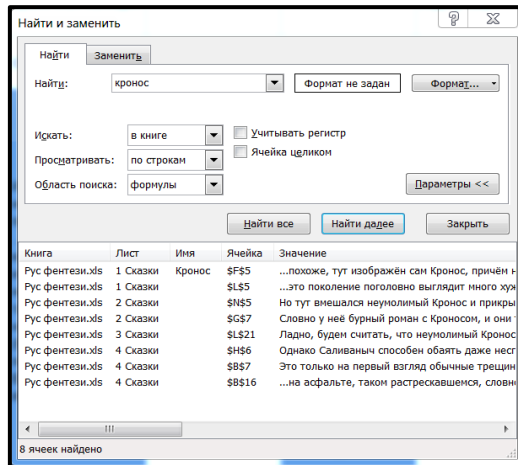 Найти и заменить
Найти Заменить
Найти: кронос Формат не задан Формат...
Искать: в книге Учитывать регистр
Просматривать: по строкам Ячейка целиком
Область поиска: формулы Параметры <<
Найти все Найти далее Закрыть
Книга Лист Имя Ячейка Значение
Рус фентези.xls 1 Сказки Кронос $F$5 ...похоже, тут изображён сам Кронос, причём н
Рус фентези.xls 1 Сказки $L$5 ...это поколение поголовно выглядит много хуж
Рус фентези.xls 2 Сказки $N$5 Но тут вмешался неумолимый Кронос и прикры
Рус фентези.xls 2 Сказки $G$7 Словно у неё бурный роман с Кроносом, и они т
Рус фентези.xls 3 Сказки $L$21 Ладно, будем считать, что неумолимый Кронос
Рус фентези.xls 4 Сказки $H$6 Однако Саливаныч способен обаять даже несг
Рус фентези.xls 4 Сказки $B$7 Это только на первый взгляд обычные трещин
Рус фентези.xls 4 Сказки $B$16 ...на асфальте, таком растрескавшемся, словн
8 ячеек найдено